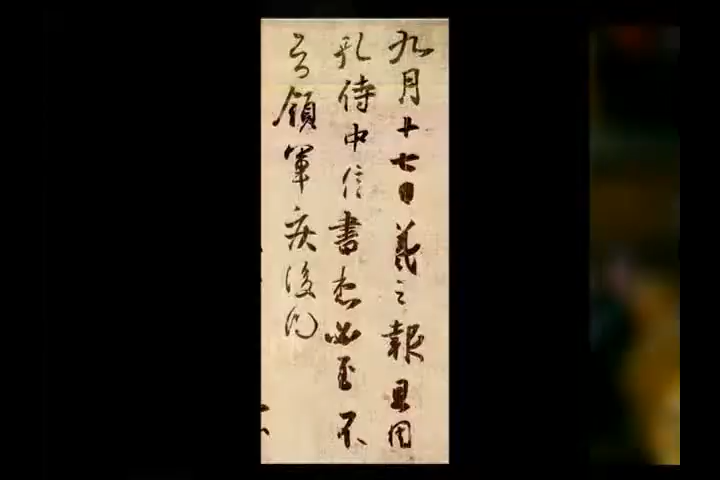 九月十七日羲之報且因
孔侍中信書想必至不
知領軍疾後問